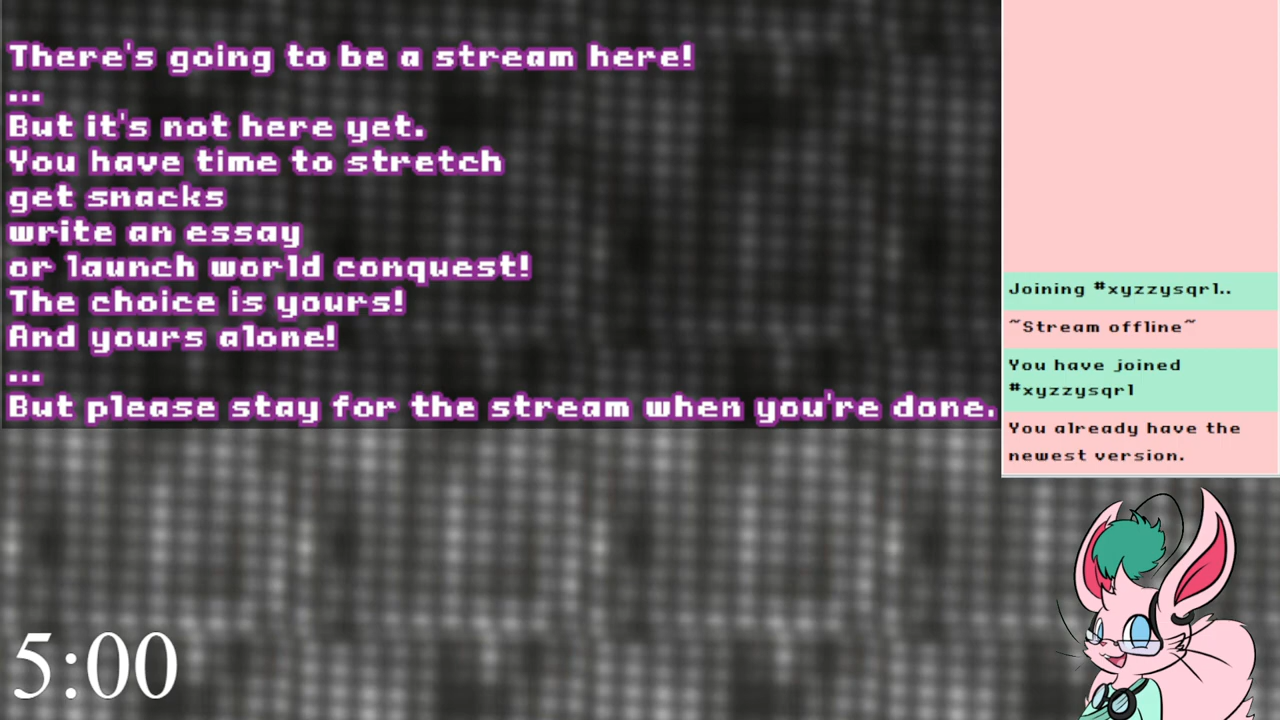 There's going to be a stream here!
...
But it's not here yet.
You have time to stretch
get snacks
write an essay
or launch world conquest!
The choice is yours!
And yours alone!
...
But please stay for the stream when you're done.
5:00
Joining #xyzzysqrl..
~Stream offline~
You have joined
#xyzzysqrl
You already have the
newest version.